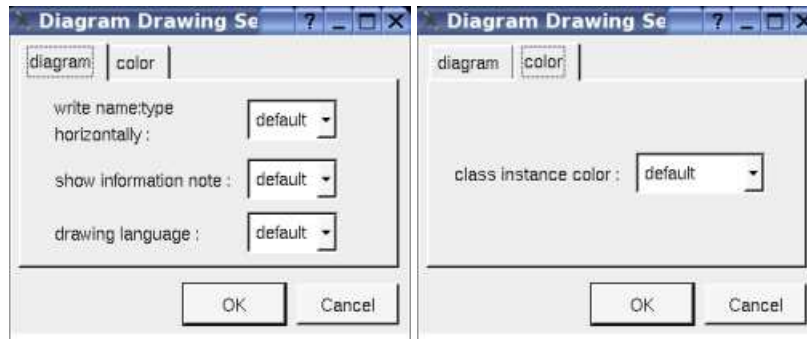 Diagram Drawing Se
diagram
color
write name:type
horizontally :
default
show information note :
default
drawing language :
default
OK
Cancel
Diagram Drawing Se
diagram
color
class instance color :
default
OK
Cancel